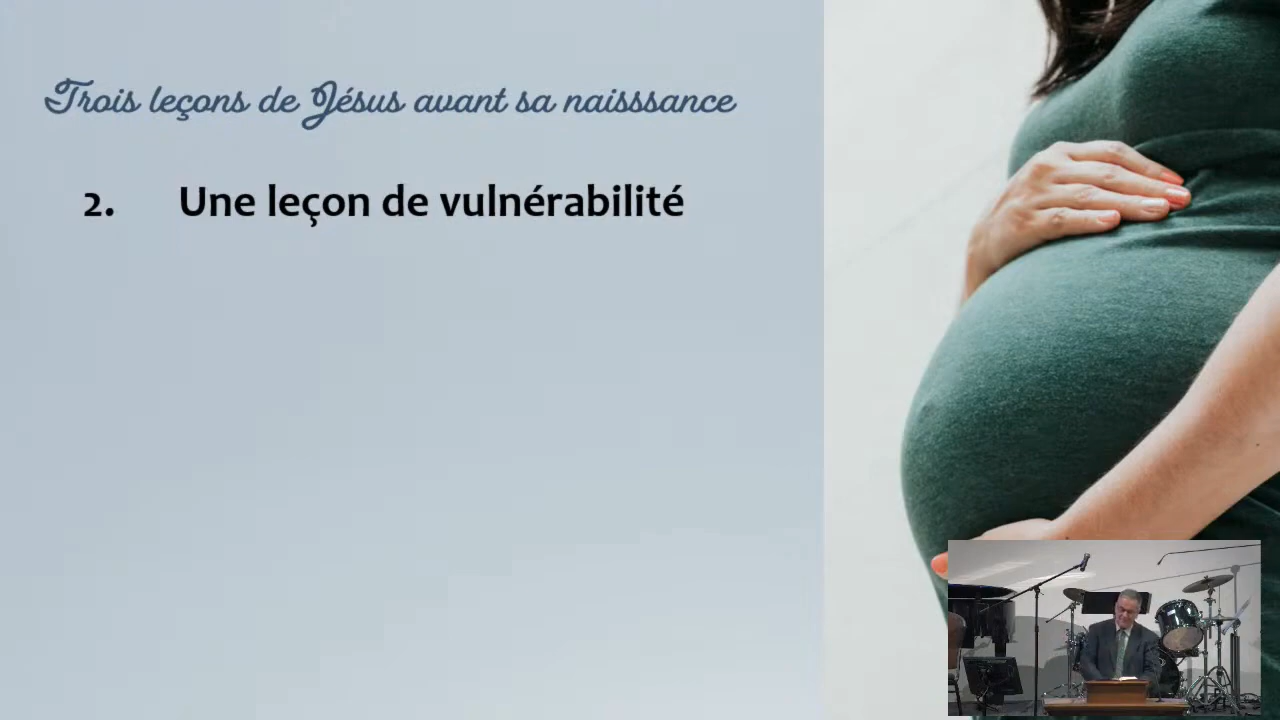 Trois leçons de Jésus avant sa naisssance
2. Une leçon de vulnérabilité